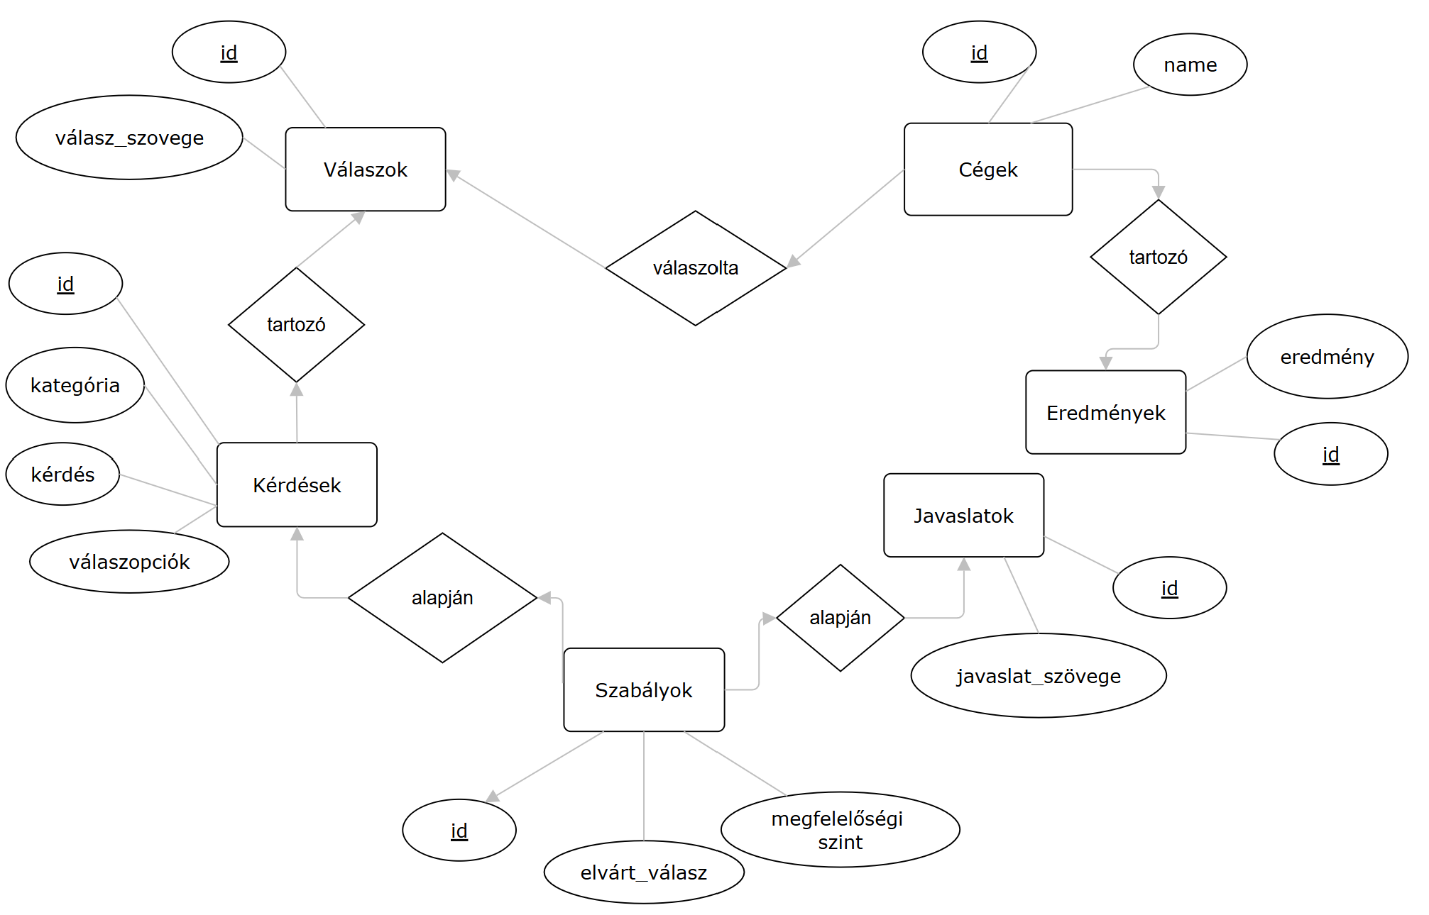 id
id
name
válasz_szovege
Válaszok
Cégek
tartozó
válaszolta
id
tartozó
eredmény
kategória
Eredmények
id
kérdés
Kérdések
Javaslatok
válaszopciók
id
alapján
alapján
javaslat_szövege
Szabályok
id
megfelelőségi
szint
elvárt_válasz